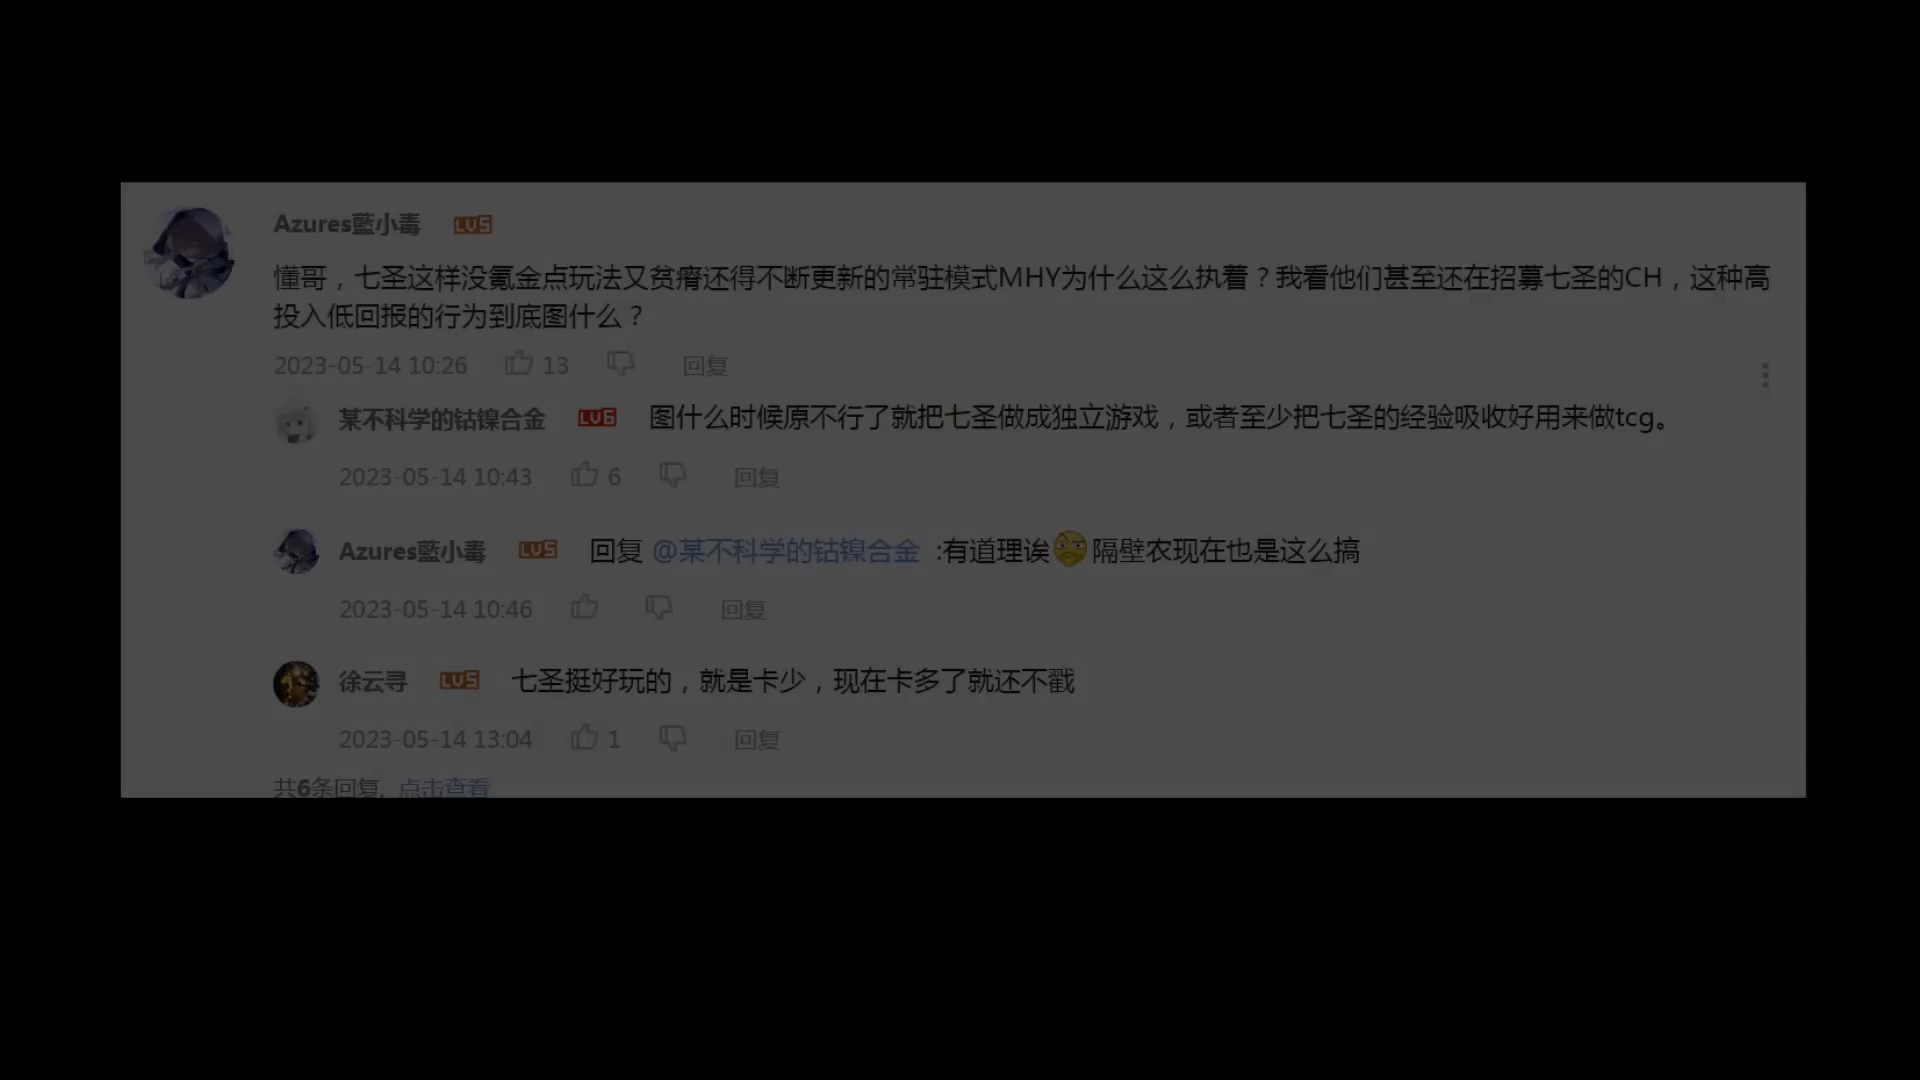 Azures藍小毒 LV5
懂哥，七圣这样没氪金点玩法又贫瘠还得不断更新的常驻模式MHY为什么这么执着？我看他们甚至还在招募七圣的CH，这种高
投入低回报的行为到底图什么？
2023-05-14 10:26 13 回复
某不科学的钴镍合金 LV6 图什么时候原不行了就把七圣做成独立游戏，或者至少把七圣的经验吸收好用来做tcg。
2023-05-14 10:43 6 回复
Azures藍小毒 LV5 回复 @某不科学的钴镍合金 :有道理诶 隔壁农现在也是这么搞
2023-05-14 10:46 回复
徐云寻 LV5 七圣挺好玩的，就是卡少，现在卡多了就还不戳
2023-05-14 13:04 1 回复
共6条回复, 点击查看